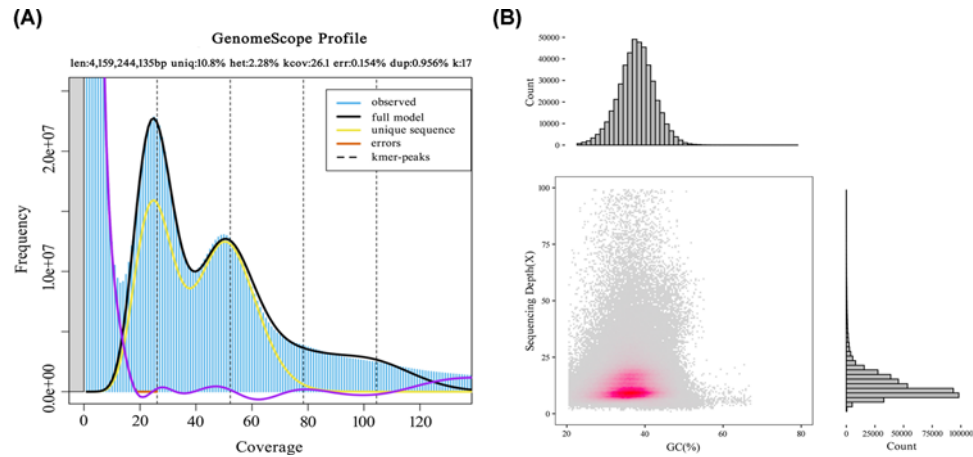 (A)
GenomeScope Profile
len:4,159,244,135bp uniq:10.8% het:2.28% kcov:26.1 err:0.154% dup:0.956% k:17
observed
full model
unique sequence
errors
kmer-peaks
Frequency
0.0e+00 1.0e+07 2.0e+07
0 20 40 60 80 100 120
Coverage
(B)
Count
50000
40000
30000
20000
10000
0
Sequencing Depth(X)
100
75
50
25
0
20 40 60 80
GC(%)
0 25000 50000 75000 100000
Count